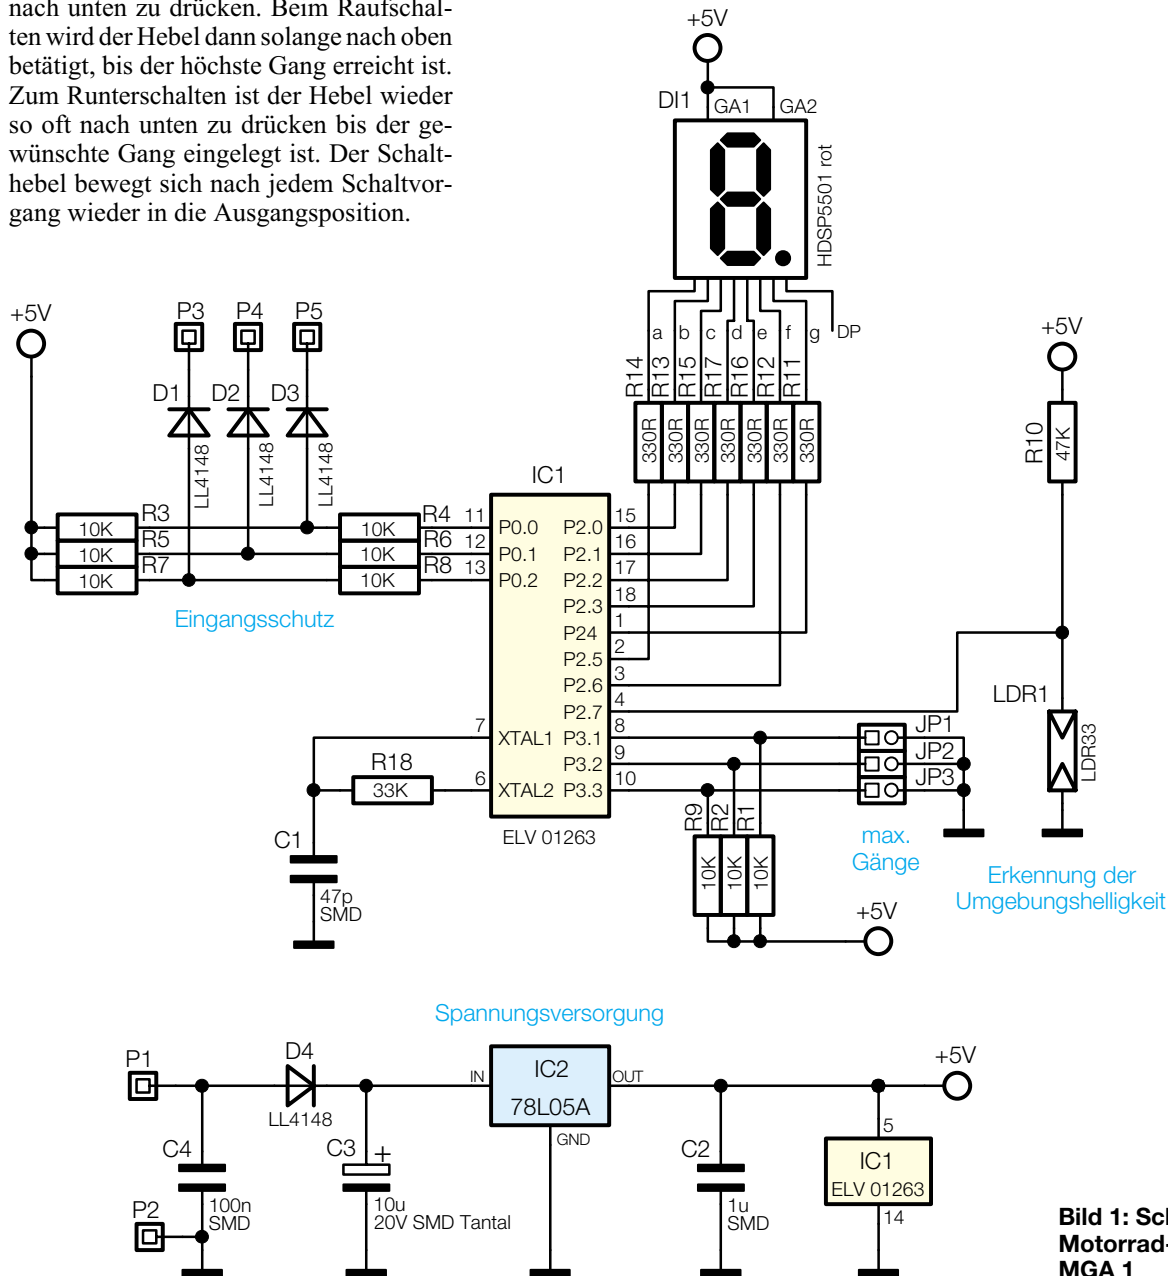 nach unten zu drücken. Beim Raufschal-
ten wird der Hebel dann solange nach oben
betätigt, bis der höchste Gang erreicht ist.
Zum Runterschalten ist der Hebel wieder
so oft nach unten zu drücken bis der ge-
wünschte Gang eingelegt ist. Der Schalt-
hebel bewegt sich nach jedem Schaltvor-
gang wieder in die Ausgangsposition.
+5V
DI1 GA1 GA2
HDSP5501 rot
a b c d e f g DP
R14 R13 R15 R17 R16 R12 R11
330R 330R 330R 330R 330R 330R 330R
+5V P3 P4 P5
D1 D2 D3
LL4148 LL4148 LL4148
+5V
R10 47K
IC1
10K R3 10K R4 11 P0.0 P2.0 15
10K R5 10K R6 12 P0.1 P2.1 16
10K R7 10K R8 13 P0.2 P2.2 17
P2.3 18
P24 1
P2.5 2
P2.6 3
P2.7 4
Eingangsschutz
7 XTAL1 P3.1 8 JP1
P3.2 9 JP2
R18 33K 6 XTAL2 P3.3 10 JP3
ELV 01263
LDR1
LDR33
C1
47p
SMD
R9 R2 R1
10K 10K 10K
+5V
max.
Gänge
Erkennung der
Umgebungshelligkeit
Spannungsversorgung
P1
D4
LL4148
IN IC2 OUT
78L05A
GND
+5V
C4
100n
SMD
P2
C3 +
10u
20V SMD Tantal
C2
1u
SMD
5
IC1
ELV 01263
14
Bild 1: Sc
Motorrad-
MGA 1